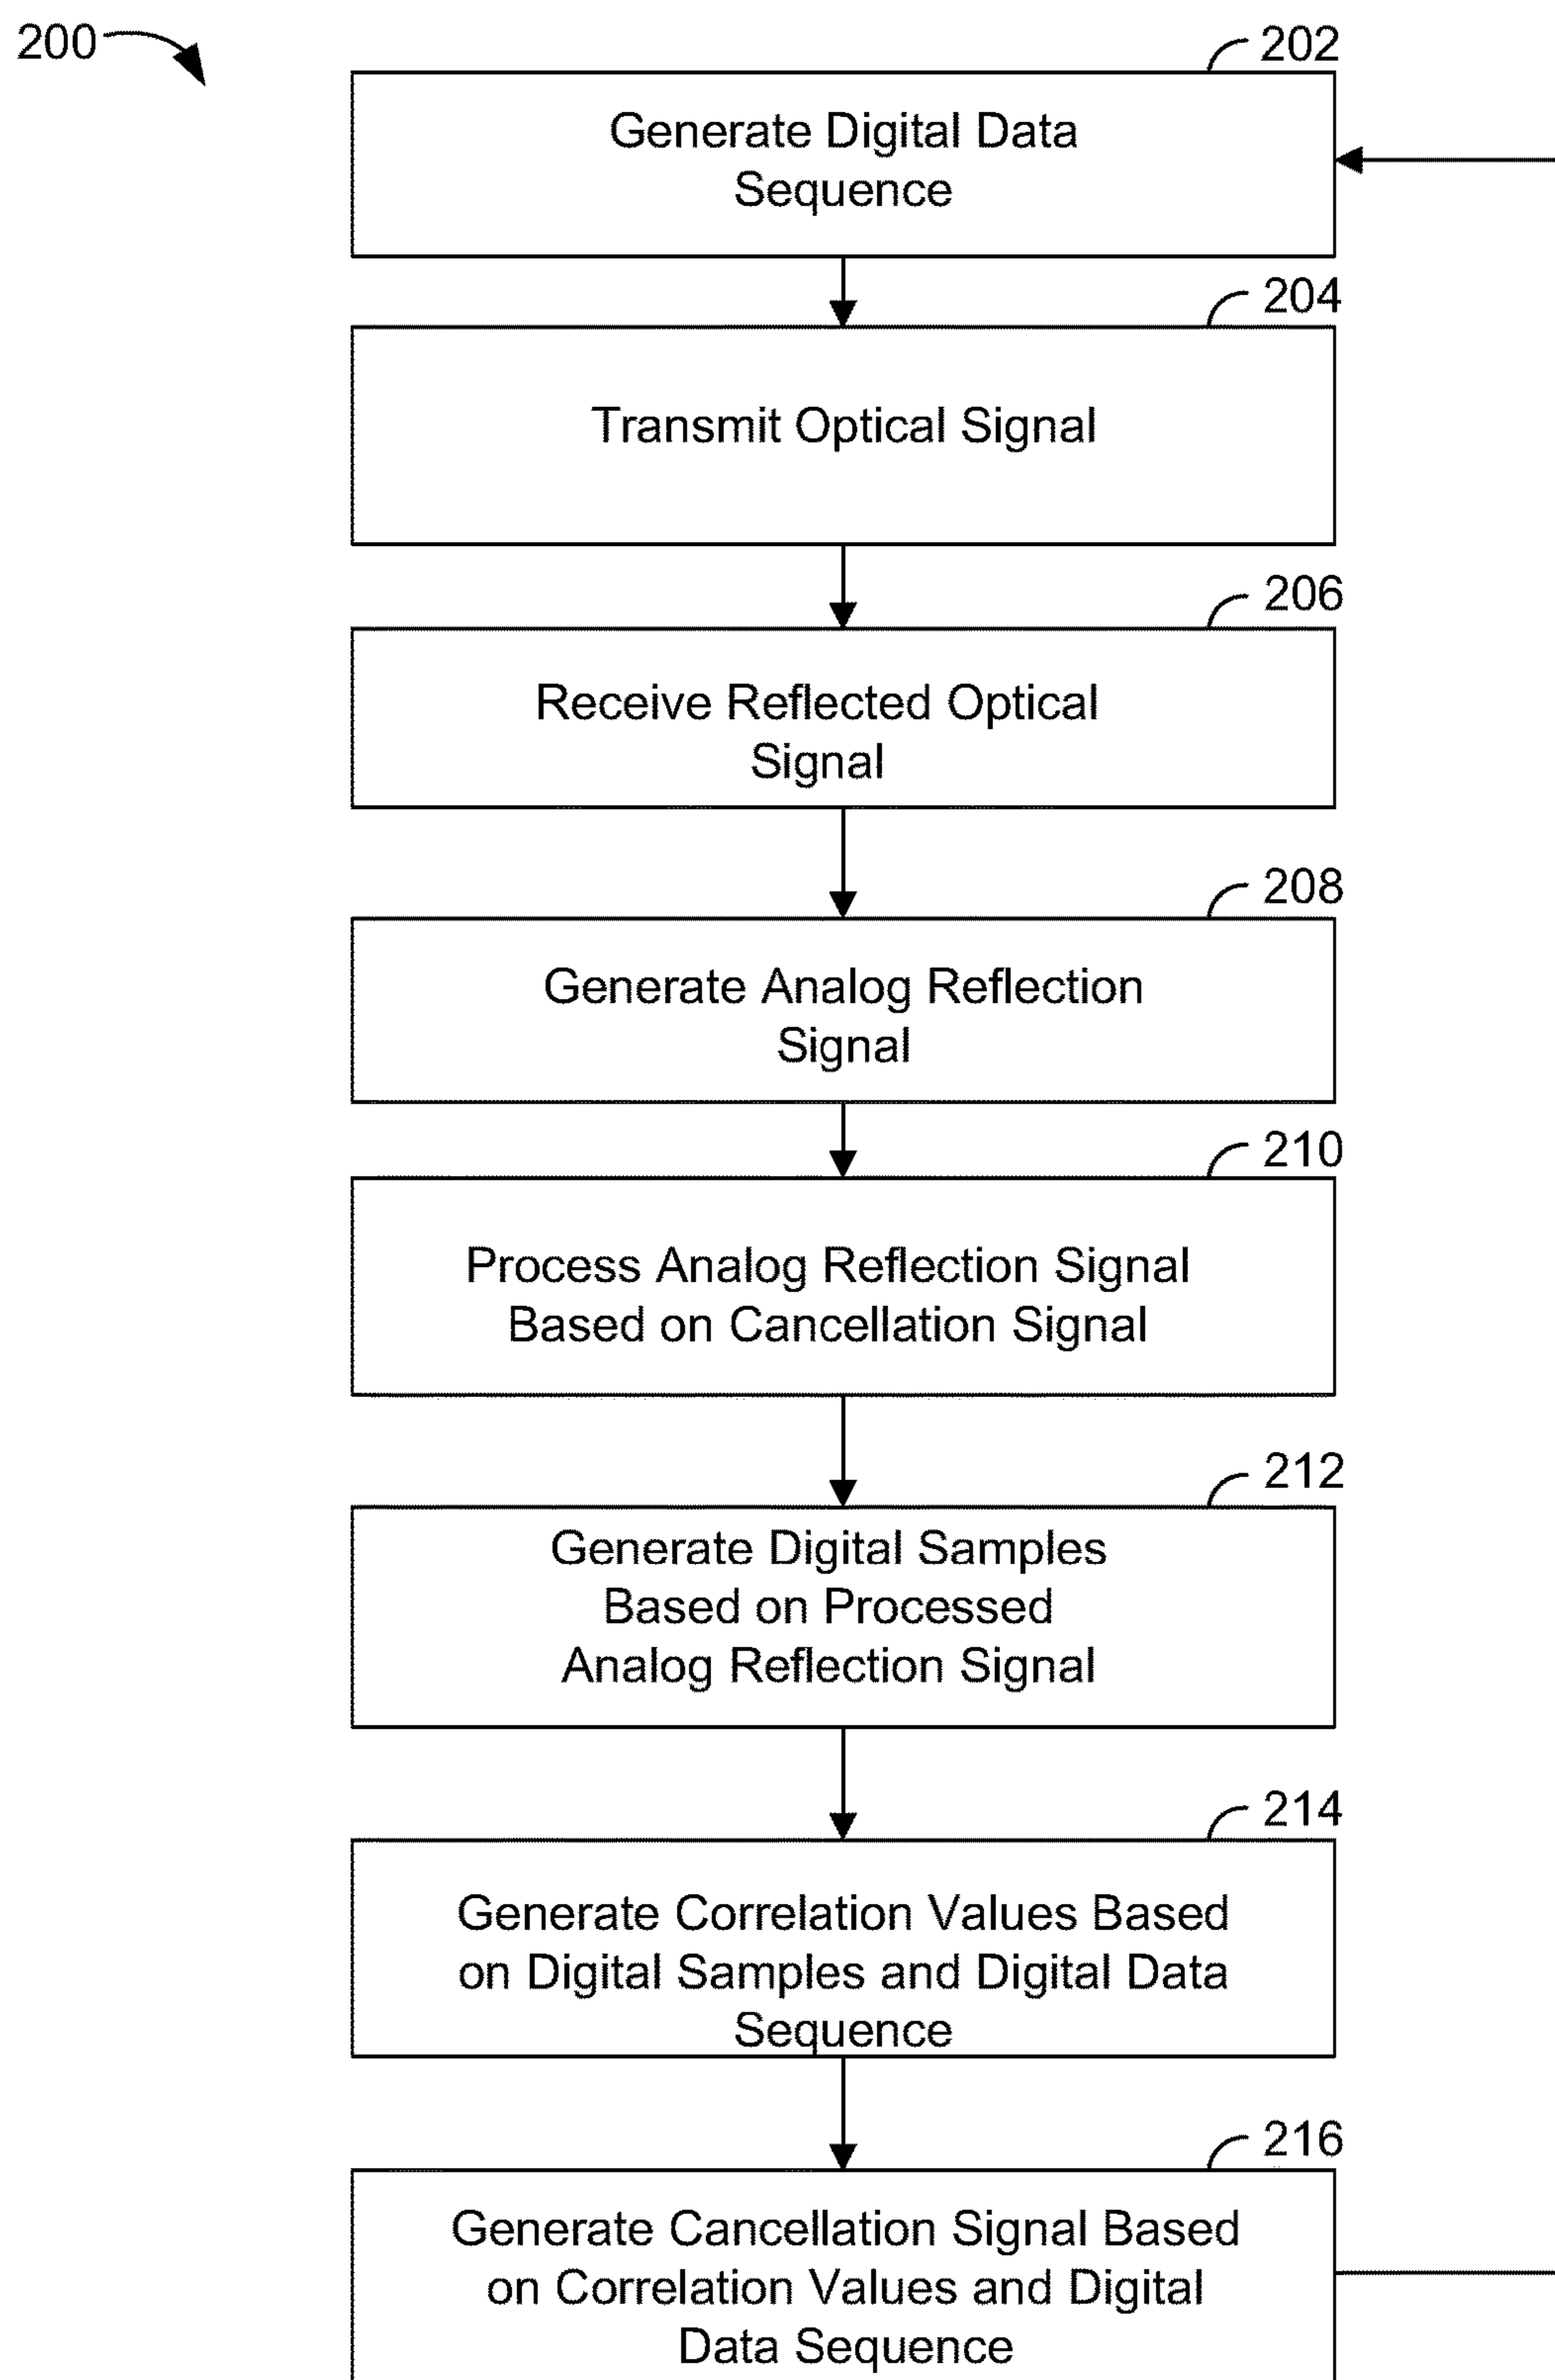 200
202
Generate Digital Data
Sequence
204
Transmit Optical Signal
206
Receive Reflected Optical
Signal
208
Generate Analog Reflection
Signal
210
Process Analog Reflection Signal
Based on Cancellation Signal
212
Generate Digital Samples
Based on Processed
Analog Reflection Signal
214
Generate Correlation Values Based
on Digital Samples and Digital Data
Sequence
216
Generate Cancellation Signal Based
on Correlation Values and Digital
Data Sequence